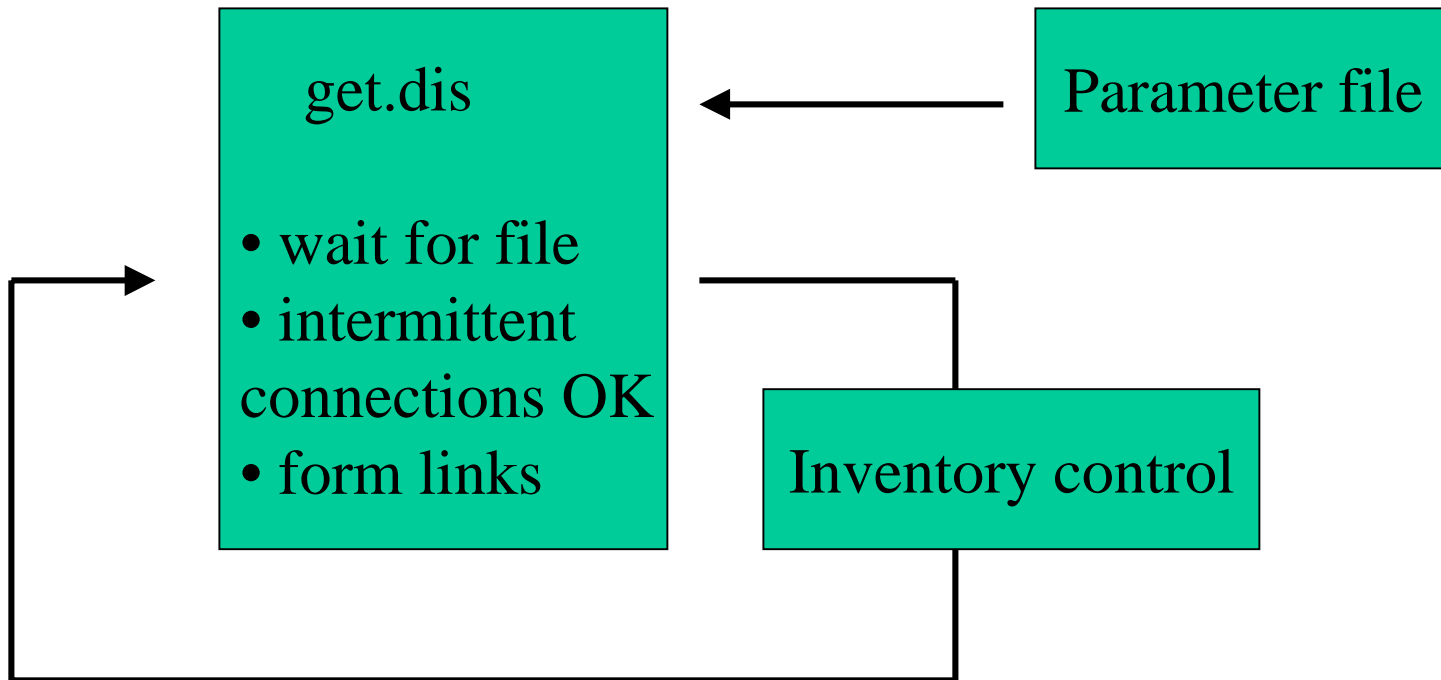 get.dis
Parameter file
• wait for file
• intermittent
connections OK
• form links
Inventory control